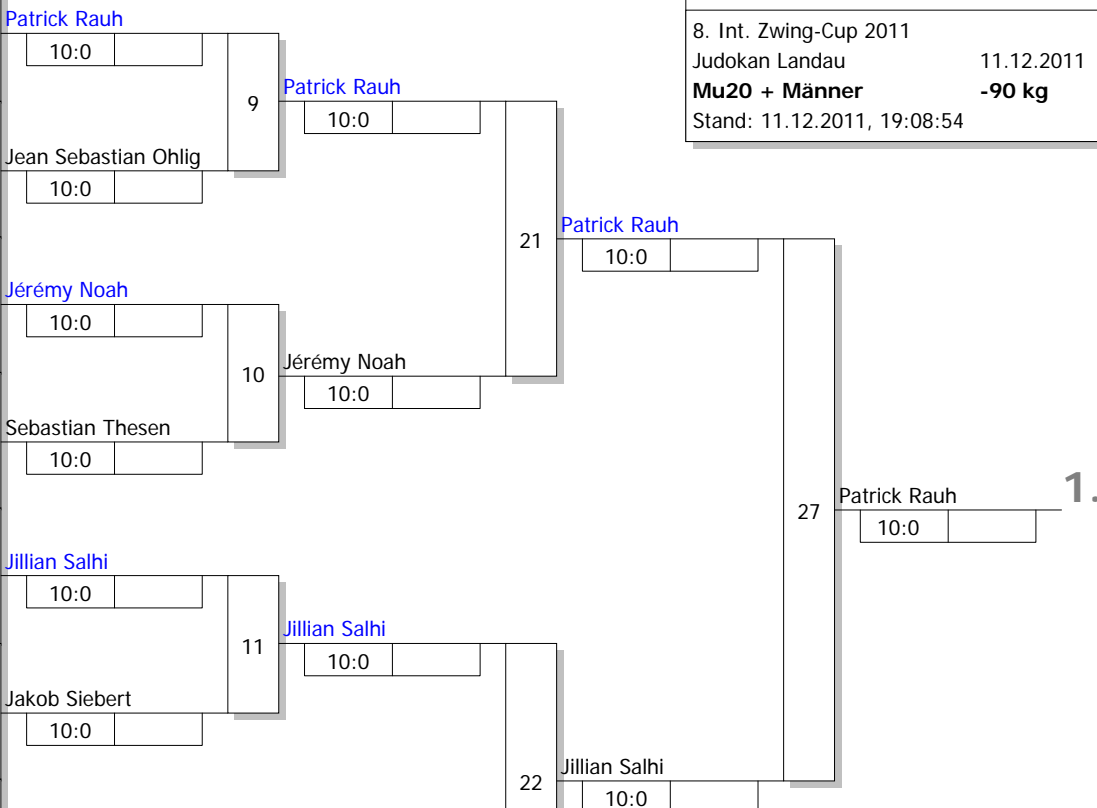 8. Int. Zwing-Cup 2011
Judokan Landau 11.12.2011
Mu20 + Männer -90 kg
Stand: 11.12.2011, 19:08:54
Patrick Rauh
10:0
9
Jean Sebastian Ohlig
10:0
Patrick Rauh
10:0
21
Jérémy Noah
10:0
10
Sebastian Thesen
10:0
Jérémy Noah
10:0
Patrick Rauh
10:0
27
Patrick Rauh 1.
10:0
Jillian Salhi
10:0
11
Jakob Siebert
10:0
Jillian Salhi
10:0
22
Jillian Salhi
10:0